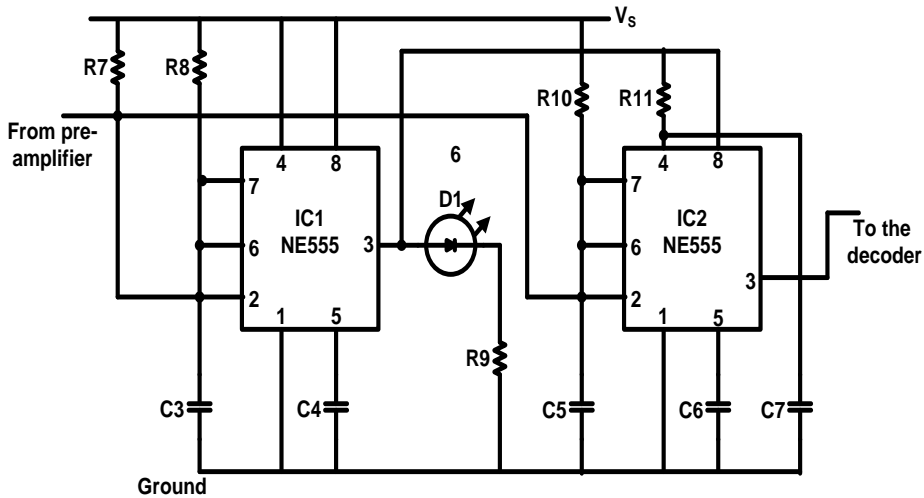 Vs
R7
R8
R10
R11
From pre-
amplifier
4
8
6
4
8
7
D1
7
IC1
NE555
IC2
NE555
To the
decoder
6
3
6
3
2
2
1
5
1
5
R9
C3
C4
C5
C6
C7
Ground